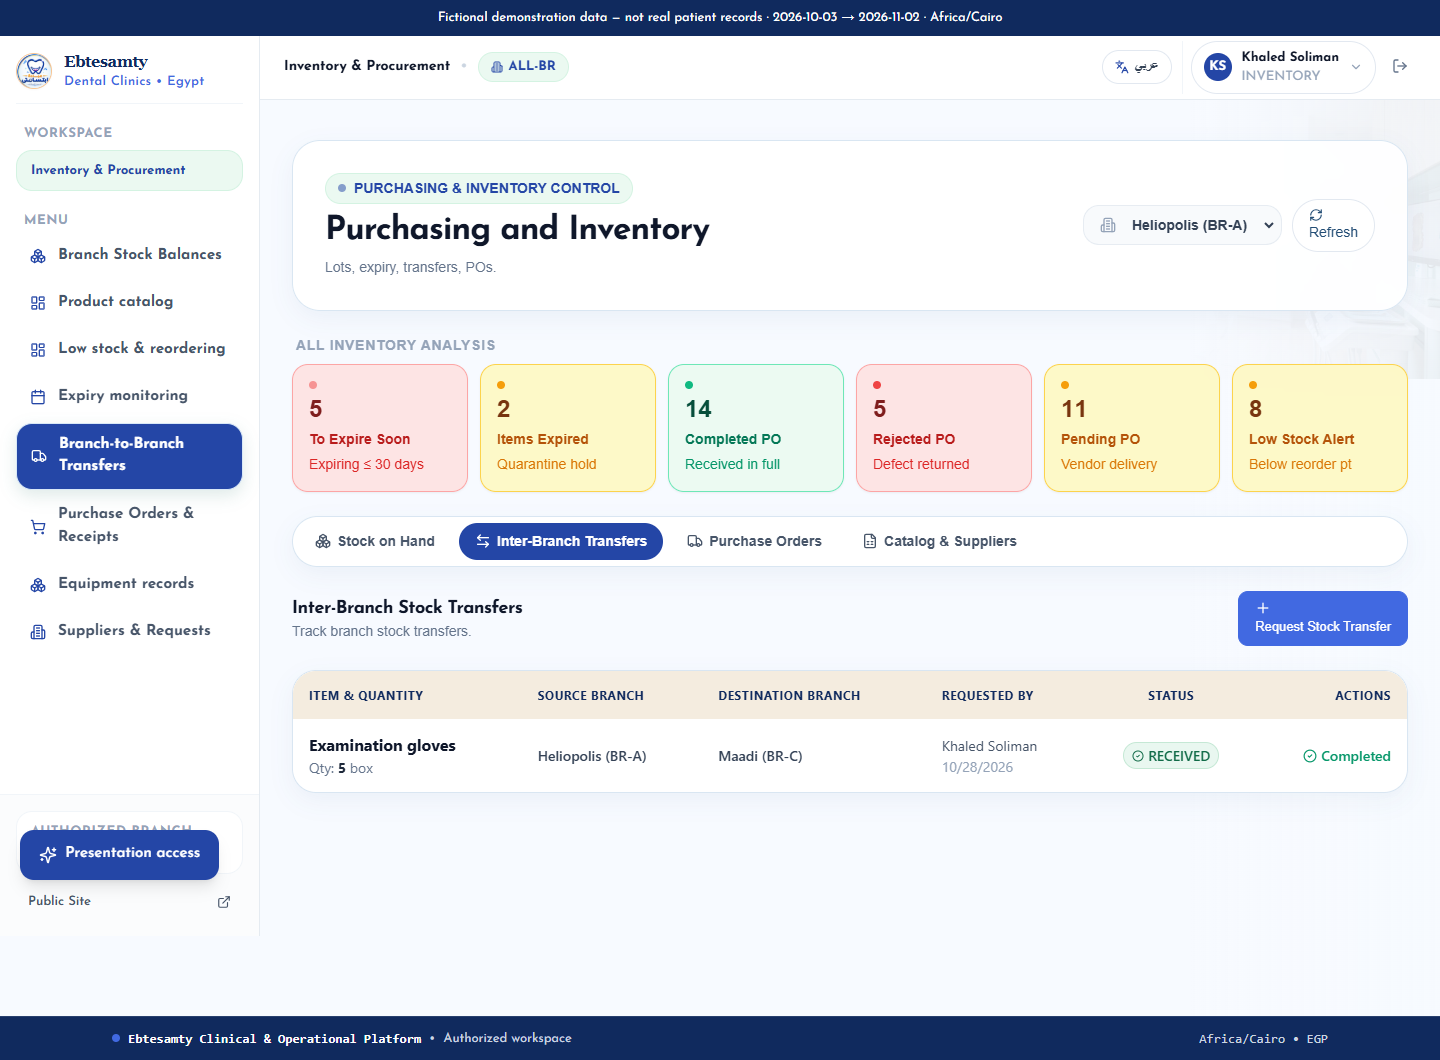 Fictional demonstration data — not real patient records · 2026-10-03 → 2026-11-02 · Africa/Cairo
Ebtesamty
Dental Clinics • Egypt
Inventory & Procurement • ALL-BR
عربي
KS
Khaled Soliman
INVENTORY
WORKSPACE
Inventory & Procurement
MENU
Branch Stock Balances
Product catalog
Low stock & reordering
Expiry monitoring
Branch-to-Branch
Transfers
Purchase Orders &
Receipts
Equipment records
Suppliers & Requests
AUTHORIZED BRANCH
Presentation access
Public Site
PURCHASING & INVENTORY CONTROL
Purchasing and Inventory
Lots, expiry, transfers, POs.
Heliopolis (BR-A)
Refresh
ALL INVENTORY ANALYSIS
5
To Expire Soon
Expiring ≤ 30 days
2
Items Expired
Quarantine hold
14
Completed PO
Received in full
5
Rejected PO
Defect returned
11
Pending PO
Vendor delivery
8
Low Stock Alert
Below reorder pt
Stock on Hand
Inter-Branch Transfers
Purchase Orders
Catalog & Suppliers
Inter-Branch Stock Transfers
Track branch stock transfers.
Request Stock Transfer
ITEM & QUANTITY SOURCE BRANCH DESTINATION BRANCH REQUESTED BY STATUS ACTIONS
Examination gloves
Qty: 5 box
Heliopolis (BR-A)
Maadi (BR-C)
Khaled Soliman
10/28/2026
RECEIVED
Completed
Ebtesamty Clinical & Operational Platform • Authorized workspace
Africa/Cairo • EGP